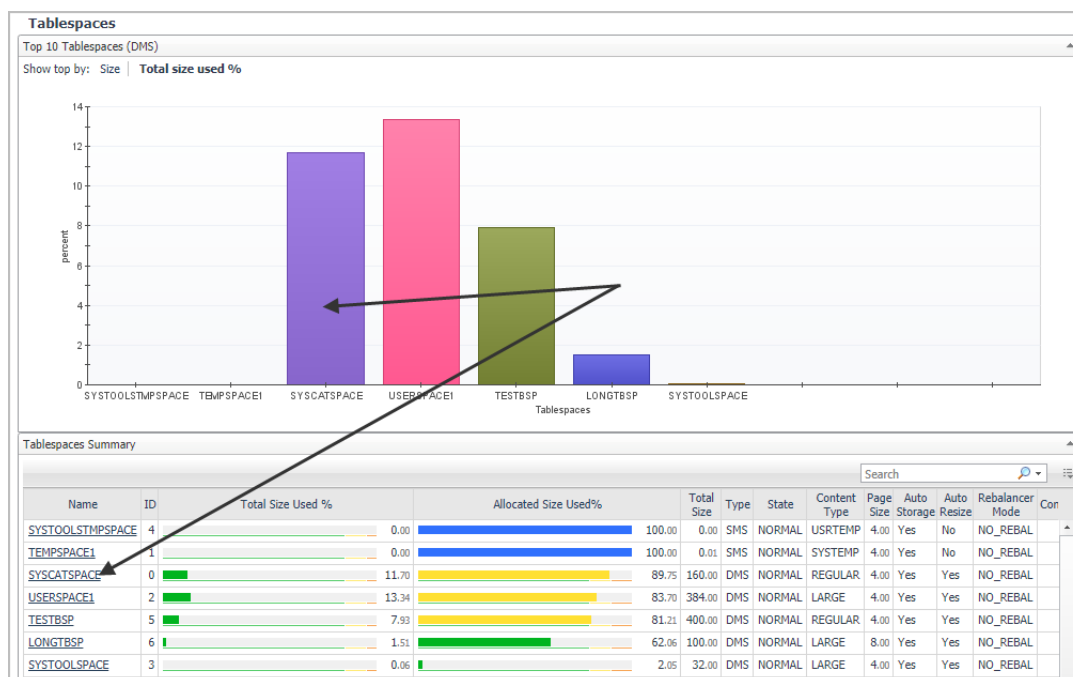 Tablespaces
Top 10 Tablespaces (DMS)
Show top by: Size | Total size used %
14
12
10
8
6
4
2
0
percent
SYSTOOLSTMPSPACE TEMPSPACE1 SYSCATSPACE USERSPACE1 TESTBSP LONGTBSP SYSTOOLSPACE
Tablespaces
Tablespaces Summary
Search
Name ID Total Size Used % Allocated Size Used% Total Size Type State Content Type Page Size Auto Storage Auto Resize Rebalancer Mode Con
SYSTOOLSTMPSPACE 4 0.00 100.00 0.00 SMS NORMAL USRTEMP 4.00 Yes No NO_REBAL
TEMPSPACE1 1 0.00 100.00 0.01 SMS NORMAL SYSTEMP 4.00 Yes No NO_REBAL
SYSCATSPACE 0 11.70 89.75 160.00 DMS NORMAL REGULAR 4.00 Yes Yes NO_REBAL
USERSPACE1 2 13.34 83.70 384.00 DMS NORMAL LARGE 4.00 Yes Yes NO_REBAL
TESTBSP 5 7.93 81.21 400.00 DMS NORMAL REGULAR 4.00 Yes Yes NO_REBAL
LONGTBSP 6 1.51 62.06 100.00 DMS NORMAL LARGE 8.00 Yes Yes NO_REBAL
SYSTOOLSPACE 3 0.06 2.05 32.00 DMS NORMAL LARGE 4.00 Yes Yes NO_REBAL